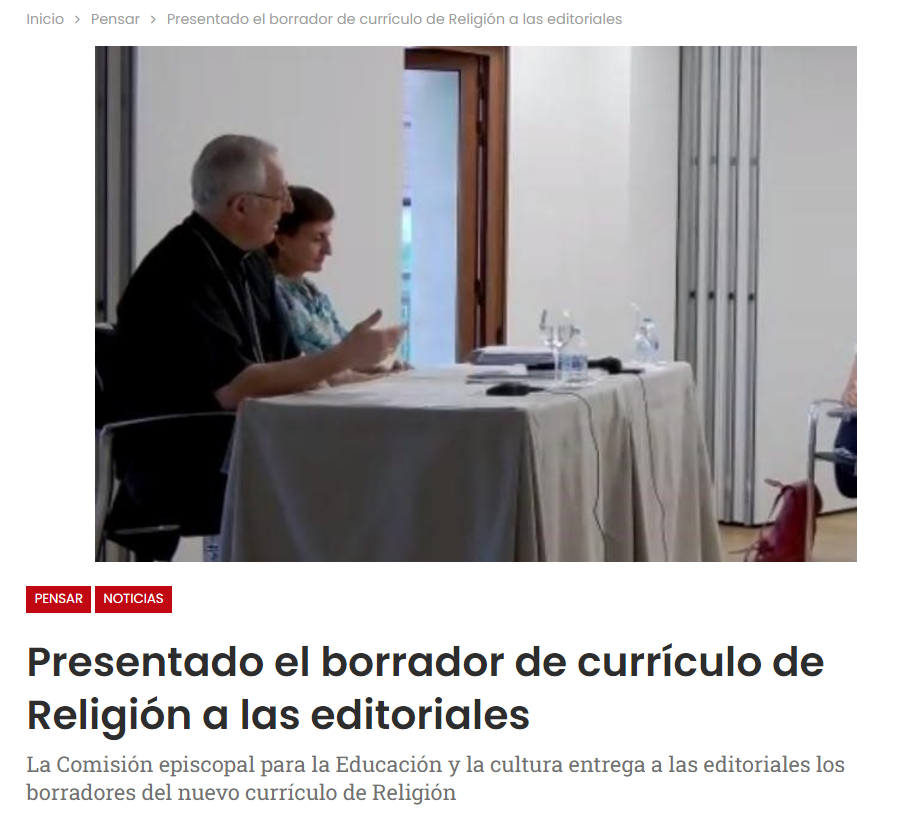 Inicio > Pensar > Presentado el borrador de currículo de Religión a las editoriales
PENSAR NOTICIAS
Presentado el borrador de currículo de
Religión a las editoriales
La Comisión episcopal para la Educación y la cultura entrega a las editoriales los
borradores del nuevo currículo de Religión